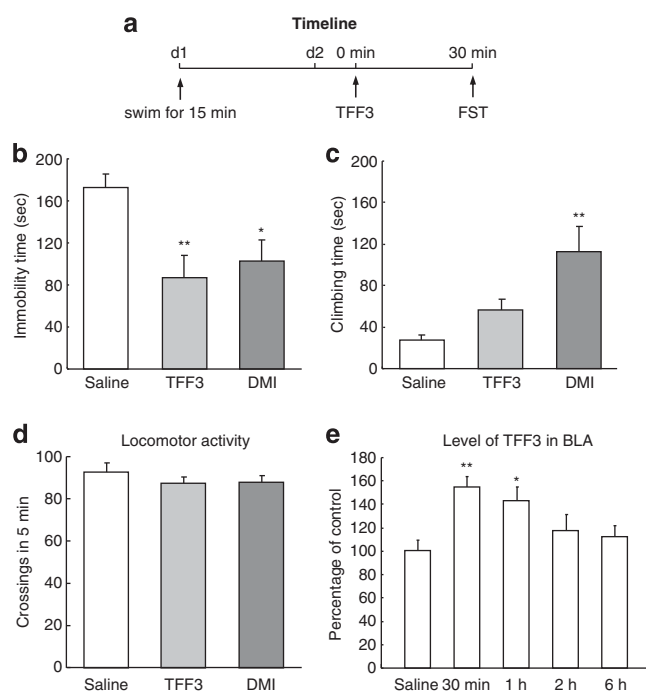 a
Timeline
d1 d2 0 min 30 min
swim for 15 min TFF3 FST
b
Immobility time (sec)
200
160
120
80
40
0
** *
Saline TFF3 DMI
c
Climbing time (sec)
200
160
120
80
40
0
**
Saline TFF3 DMI
d
Locomotor activity
Crossings in 5 min
100
80
60
40
20
0
Saline TFF3 DMI
e
Level of TFF3 in BLA
Percentage of control
180
160
140
120
100
80
60
40
20
0
** *
Saline 30 min 1 h 2 h 6 h